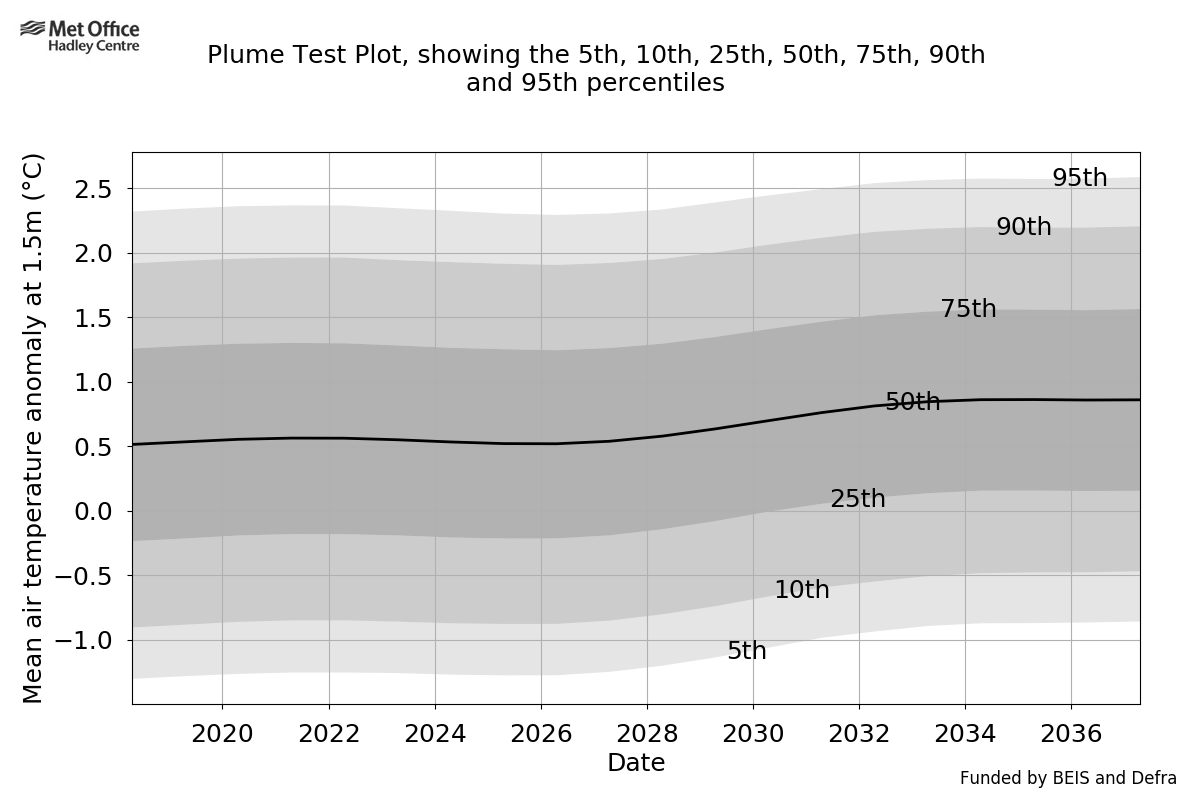 Met Office
Hadley Centre
Plume Test Plot, showing the 5th, 10th, 25th, 50th, 75th, 90th
and 95th percentiles
Mean air temperature anomaly at 1.5m (°C)
2.5
2.0
1.5
1.0
0.5
0.0
−0.5
−1.0
95th
90th
75th
50th
25th
10th
5th
2020 2022 2024 2026 2028 2030 2032 2034 2036
Date
Funded by BEIS and Defra